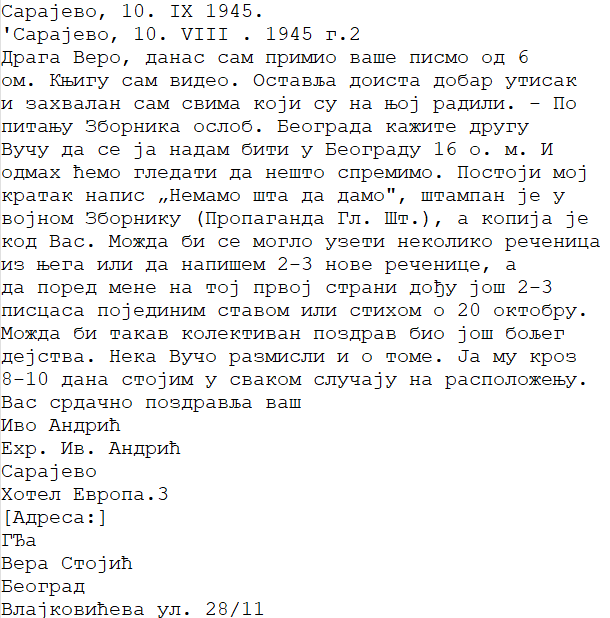 Сарајево, 10. IX 1945.
'Сарајево, 10. VIII . 1945 г.2
Драга Веро, данас сам примио ваше писмо од 6
ом. Књигу сам видео. Оставља доиста добар утисак
и захвалан сам свима који су на њој радили. – По
питању Зборника ослоб. Београда кажите другу
Вучу да се ја надам бити у Београду 16 о. м. И
одмах ћемо гледати да нешто спремимо. Постоји мој
кратак напис „Немамо шта да дамо", штампан је у
војном Зборнику (Пропаганда Гл. Шт.), а копија је
код Вас. Можда би се могло узети неколико реченица
из њега или да напишем 2–3 нове реченице, а
да поред мене на тој првој страни дођу још 2–3
писцаса појединим ставом или стихом о 20 октобру.
Можда би такав колективан поздрав био још бољег
дејства. Нека Вучо размисли и о томе. Ја му кроз
8–10 дана стојим у сваком случају на расположењу.
Вас срдачно поздравља ваш
Иво Андрић
Ехр. Ив. Андрић
Сарајево
Хотел Европа.3
[Адреса:]
ГЂа
Вера Стојић
Београд
Влајковићева ул. 28/11